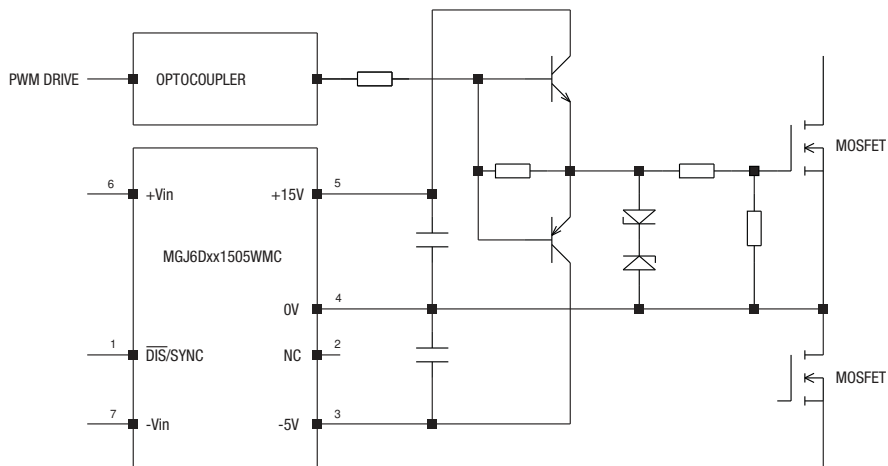 PWM DRIVE
OPTOCOUPLER
MOSFET
6 +Vin +15V 5
MGJ6Dxx1505WMC
0V 4
1 D̅I̅S̅/SYNC NC 2
MOSFET
7 -Vin -5V 3